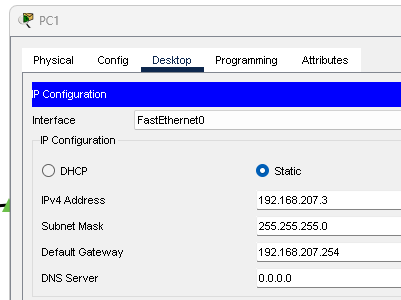 PC1
Physical Config Desktop Programming Attributes
IP Configuration
Interface FastEthernet0
IP Configuration
DHCP Static
IPv4 Address 192.168.207.3
Subnet Mask 255.255.255.0
Default Gateway 192.168.207.254
DNS Server 0.0.0.0